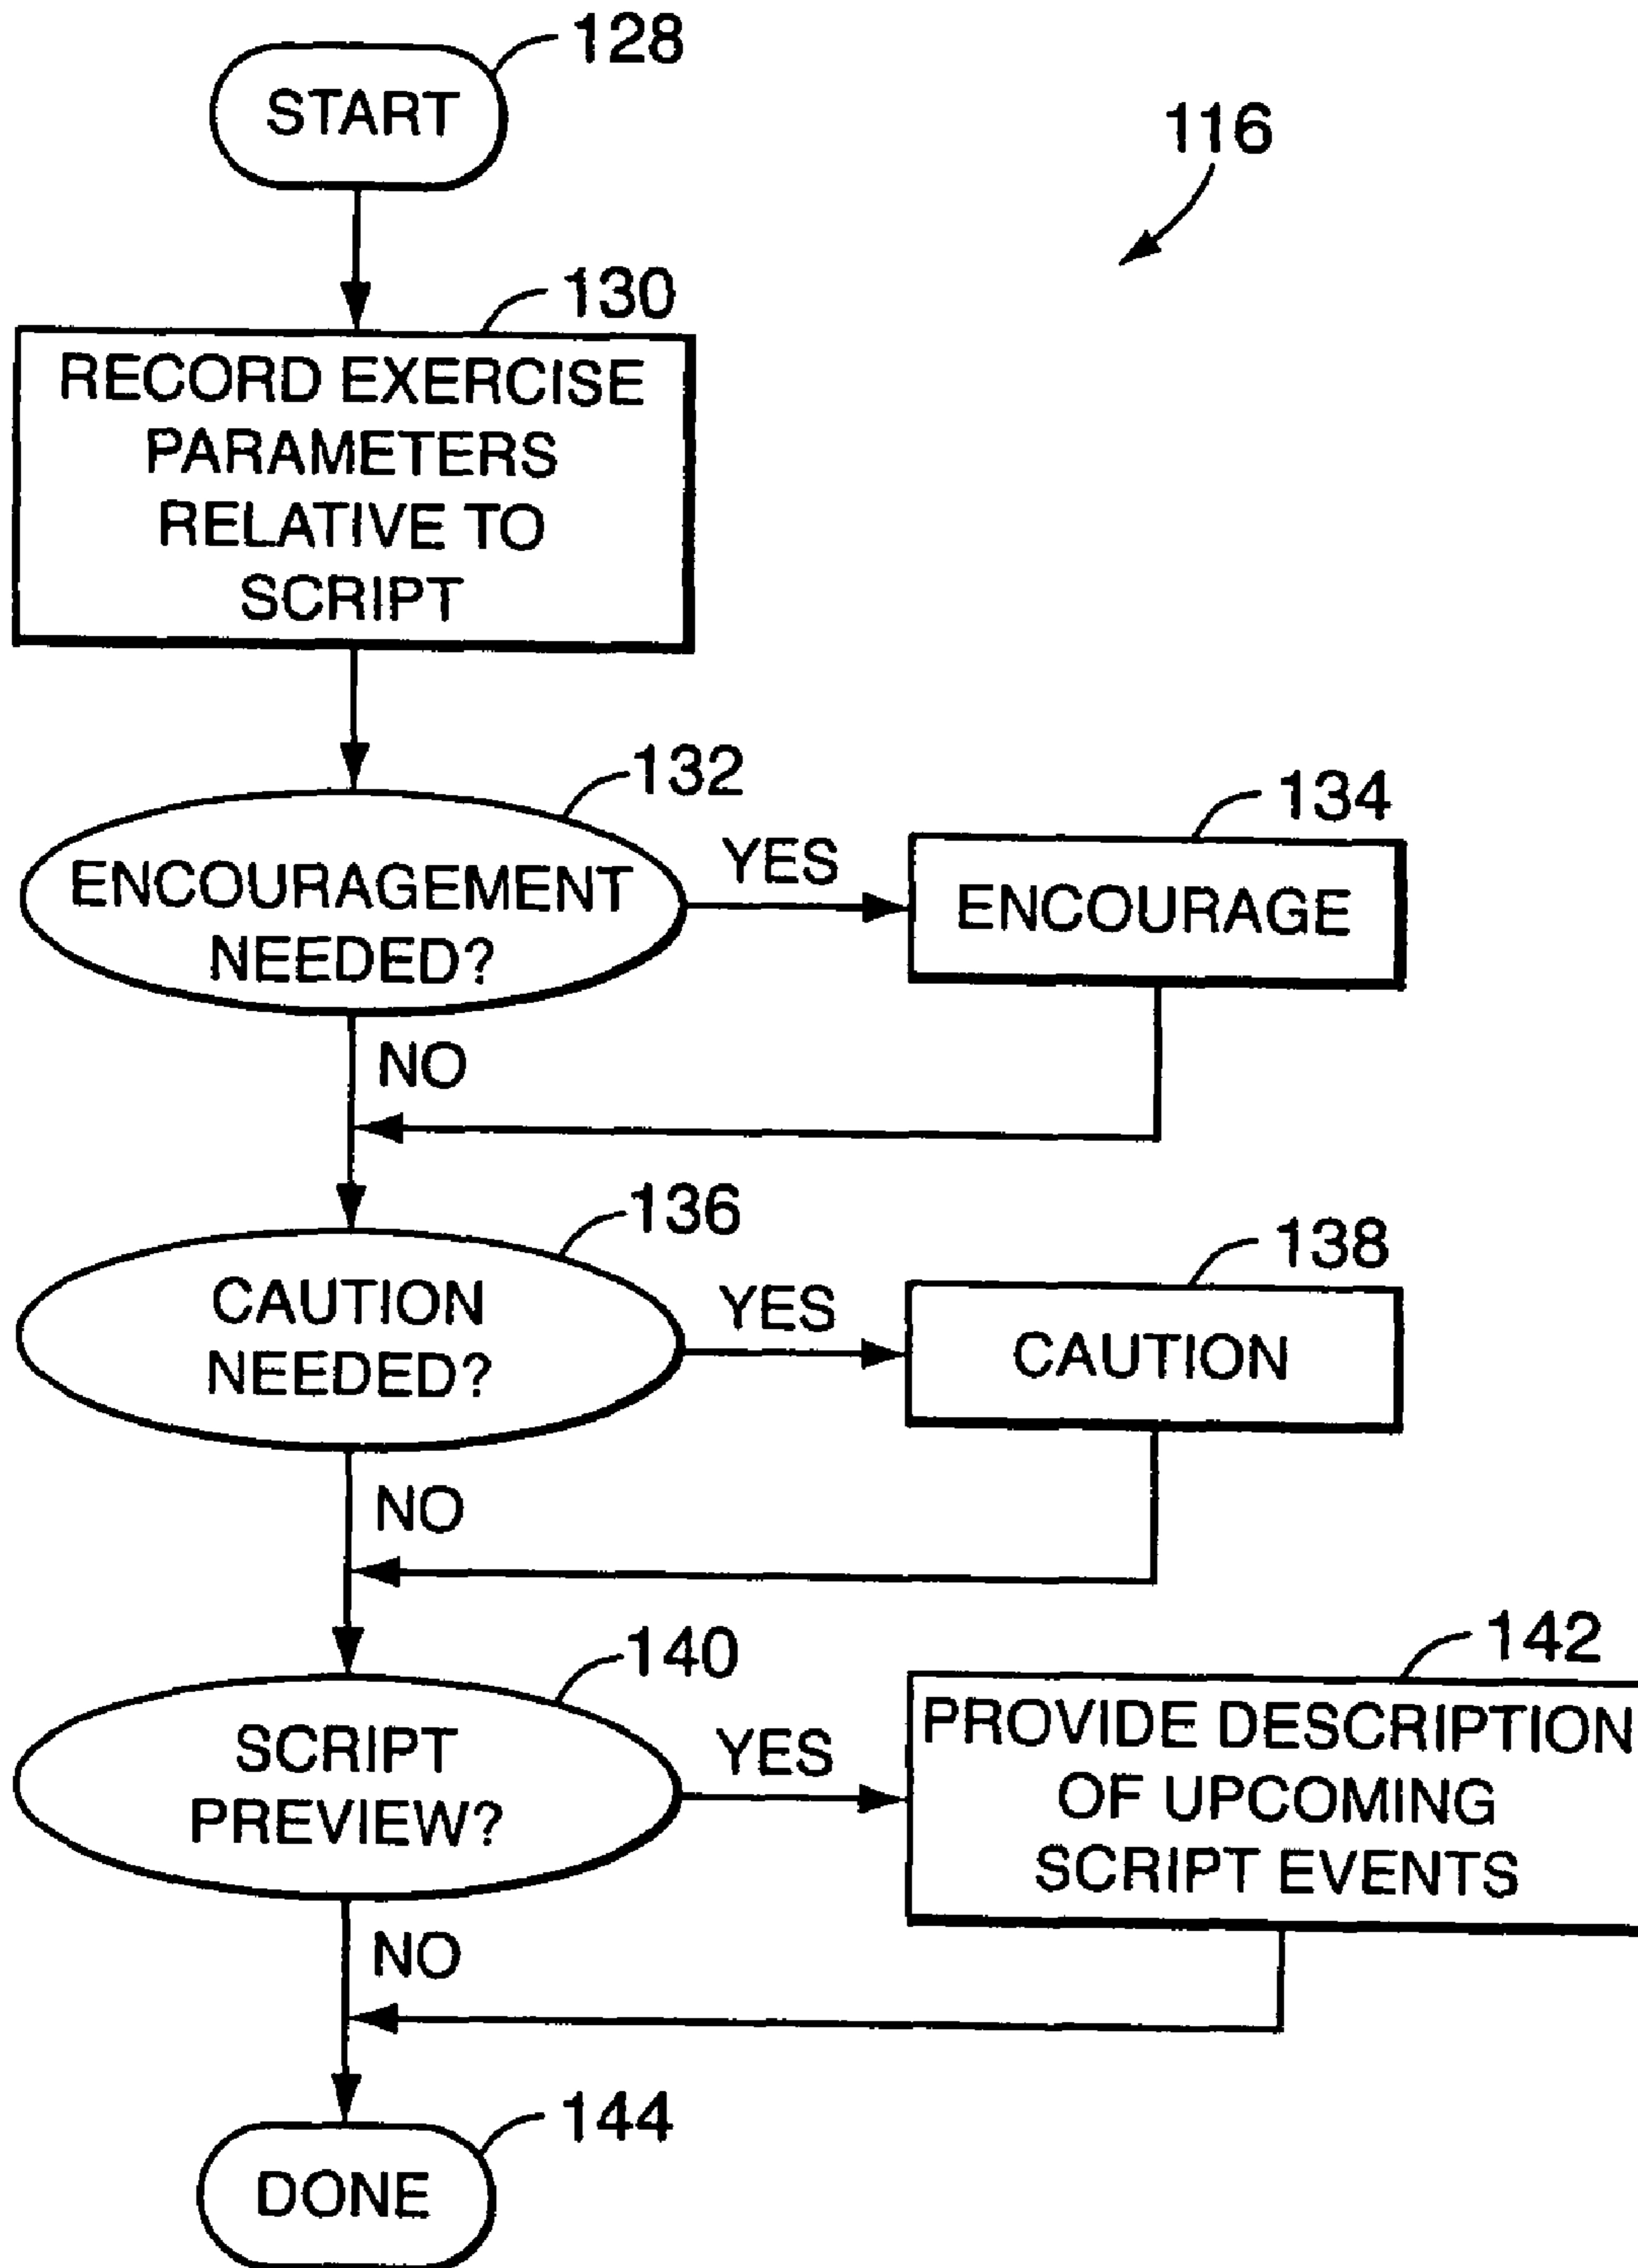 128
START
116
130
RECORD EXERCISE
PARAMETERS
RELATIVE TO
SCRIPT
132
ENCOURAGEMENT
NEEDED?
YES
134
ENCOURAGE
NO
136
CAUTION
NEEDED?
YES
138
CAUTION
NO
140
SCRIPT
PREVIEW?
YES
142
PROVIDE DESCRIPTION
OF UPCOMING
SCRIPT EVENTS
NO
144
DONE